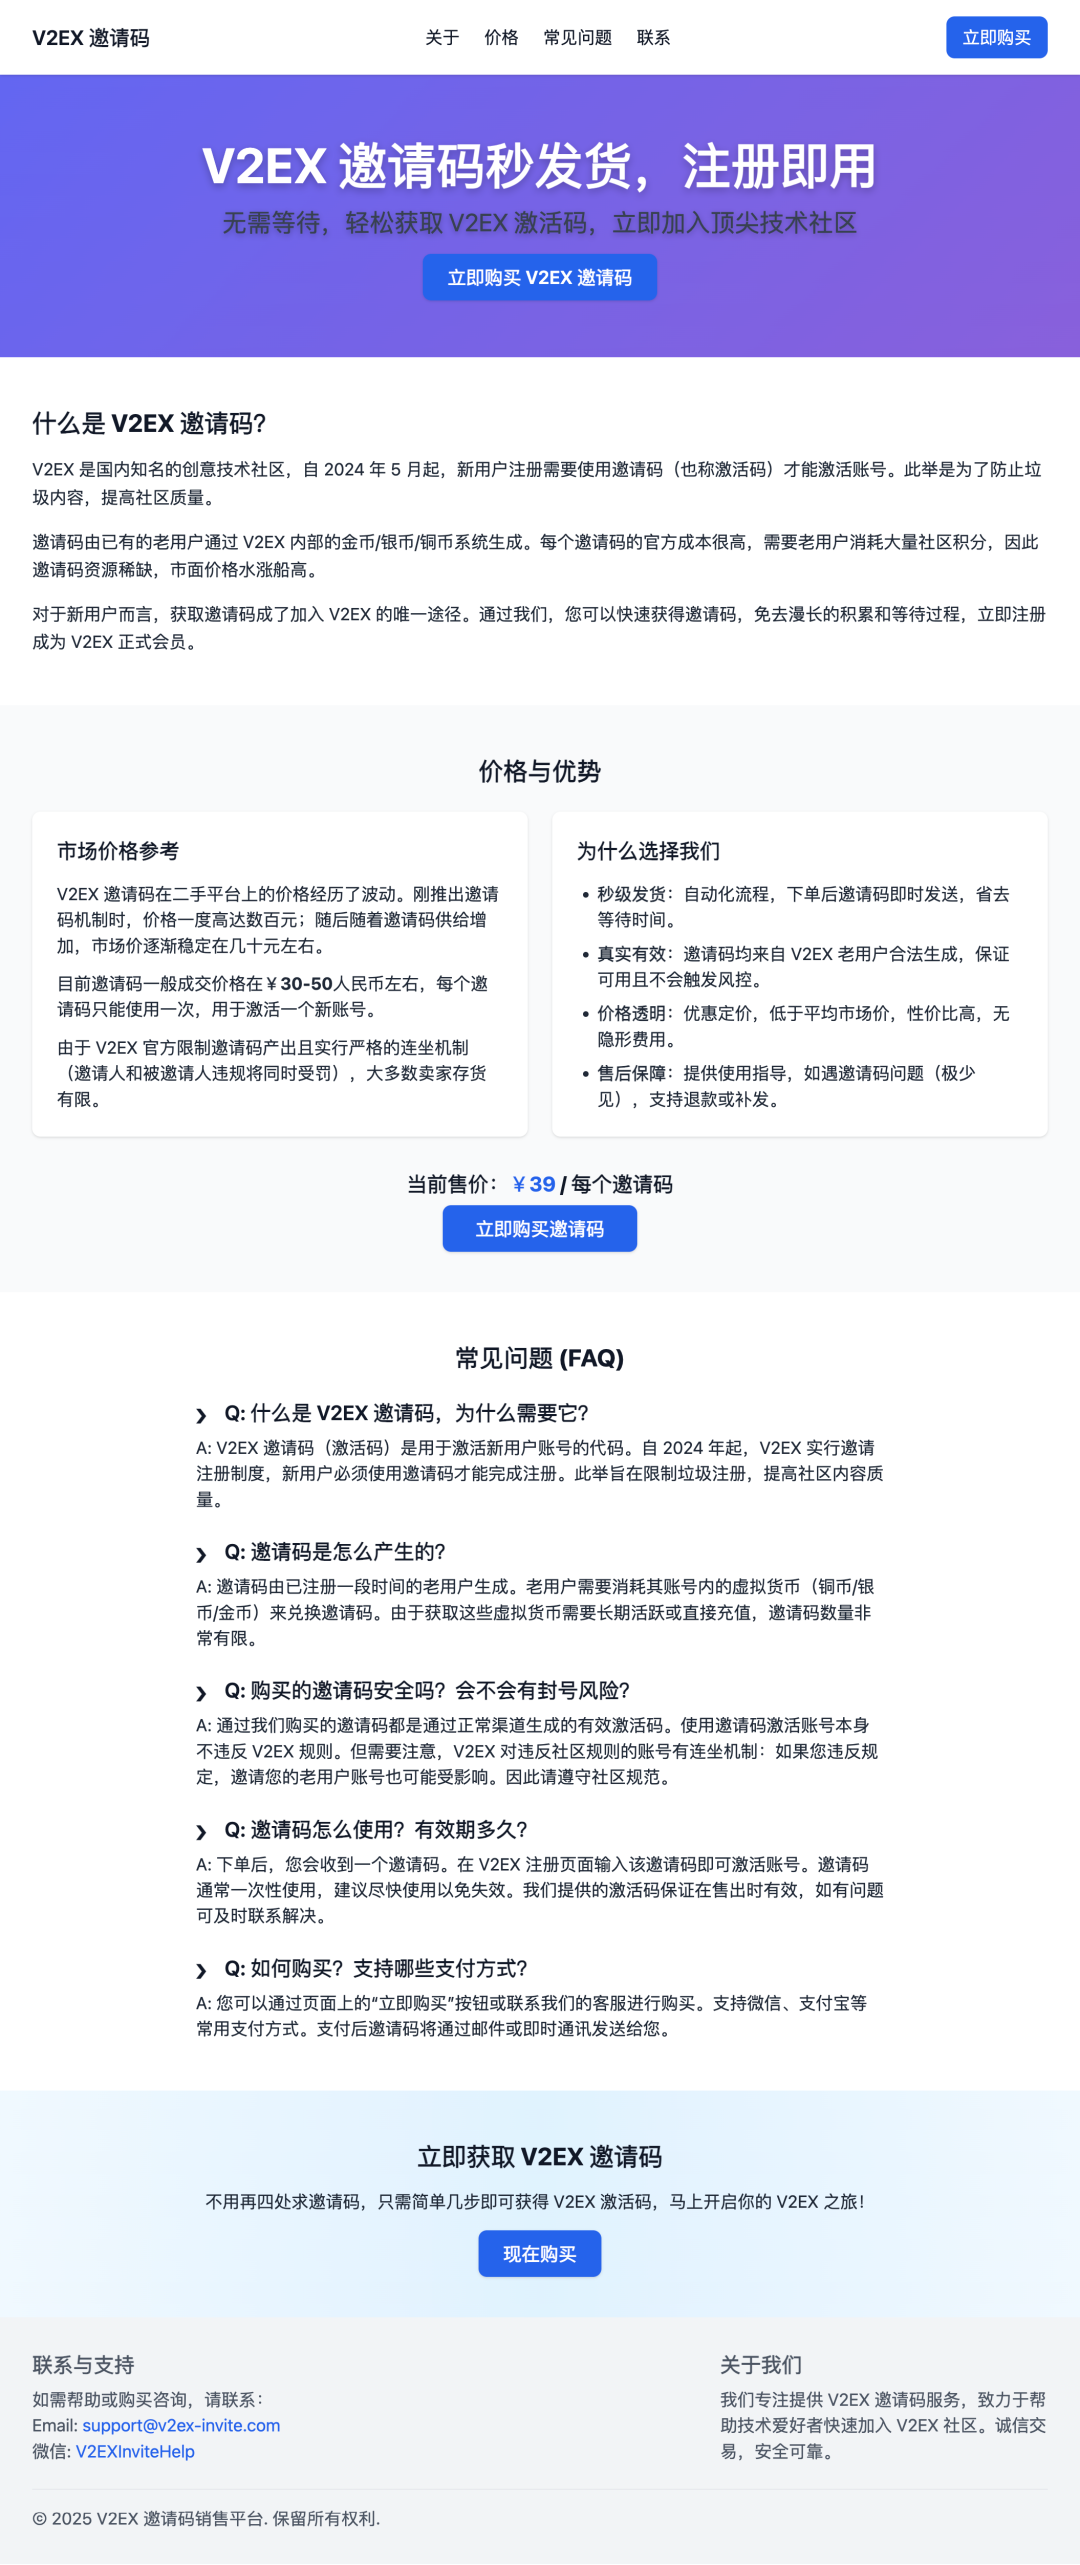 V2EX 邀请码
关于 价格 常见问题 联系
立即购买
V2EX 邀请码秒发货，注册即用
无需等待，轻松获取 V2EX 激活码，立即加入顶尖技术社区
立即购买 V2EX 邀请码
什么是 V2EX 邀请码？
V2EX 是国内知名的创意技术社区，自 2024 年 5 月起，新用户注册需要使用邀请码（也称激活码）才能激活账号。此举是为了防止垃
圾内容，提高社区质量。
邀请码由已有的老用户通过 V2EX 内部的金币/银币/铜币系统生成。每个邀请码的官方成本很高，需要老用户消耗大量社区积分，因此
邀请码资源稀缺，市面价格水涨船高。
对于新用户而言，获取邀请码成了加入 V2EX 的唯一途径。通过我们，您可以快速获得邀请码，免去漫长的积累和等待过程，立即注册
成为 V2EX 正式会员。
价格与优势
市场价格参考
V2EX 邀请码在二手平台上的价格经历了波动。刚推出邀请
码机制时，价格一度高达数百元；随后随着邀请码供给增
加，市场价逐渐稳定在几十元左右。
目前邀请码一般成交价格在￥30-50人民币左右，每个邀
请码只能使用一次，用于激活一个新账号。
由于 V2EX 官方限制邀请码产出且实行严格的连坐机制
（邀请人和被邀请人违规将同时受罚），大多数卖家存货
有限。
为什么选择我们
• 秒级发货：自动化流程，下单后邀请码即时发送，省去
等待时间。
• 真实有效：邀请码均来自 V2EX 老用户合法生成，保证
可用且不会触发风控。
• 价格透明：优惠定价，低于平均市场价，性价比高，无
隐形费用。
• 售后保障：提供使用指导，如遇邀请码问题（极少
见），支持退款或补发。
当前售价：￥39 / 每个邀请码
立即购买邀请码
常见问题 (FAQ)
❯ Q: 什么是 V2EX 邀请码，为什么需要它？
A: V2EX 邀请码（激活码）是用于激活新用户账号的代码。自 2024 年起，V2EX 实行邀请
注册制度，新用户必须使用邀请码才能完成注册。此举旨在限制垃圾注册，提高社区内容质
量。
❯ Q: 邀请码是怎么产生的？
A: 邀请码由已注册一段时间的老用户生成。老用户需要消耗其账号内的虚拟货币（铜币/银
币/金币）来兑换邀请码。由于获取这些虚拟货币需要长期活跃或直接充值，邀请码数量非
常有限。
❯ Q: 购买的邀请码安全吗？会不会有封号风险？
A: 通过我们购买的邀请码都是通过正常渠道生成的有效激活码。使用邀请码激活账号本身
不违反 V2EX 规则。但需要注意，V2EX 对违反社区规则的账号有连坐机制：如果您违反规
定，邀请您的老用户账号也可能受影响。因此请遵守社区规范。
❯ Q: 邀请码怎么使用？有效期多久？
A: 下单后，您会收到一个邀请码。在 V2EX 注册页面输入该邀请码即可激活账号。邀请码
通常一次性使用，建议尽快使用以免失效。我们提供的激活码保证在售出时有效，如有问题
可及时联系解决。
❯ Q: 如何购买？支持哪些支付方式？
A: 您可以通过页面上的“立即购买”按钮或联系我们的客服进行购买。支持微信、支付宝等
常用支付方式。支付后邀请码将通过邮件或即时通讯发送给您。
立即获取 V2EX 邀请码
不用再四处求邀请码，只需简单几步即可获得 V2EX 激活码，马上开启你的 V2EX 之旅！
现在购买
联系与支持
如需帮助或购买咨询，请联系：
Email: support@v2ex-invite.com
微信: V2EXInviteHelp
关于我们
我们专注提供 V2EX 邀请码服务，致力于帮
助技术爱好者快速加入 V2EX 社区。诚信交
易，安全可靠。
© 2025 V2EX 邀请码销售平台. 保留所有权利.